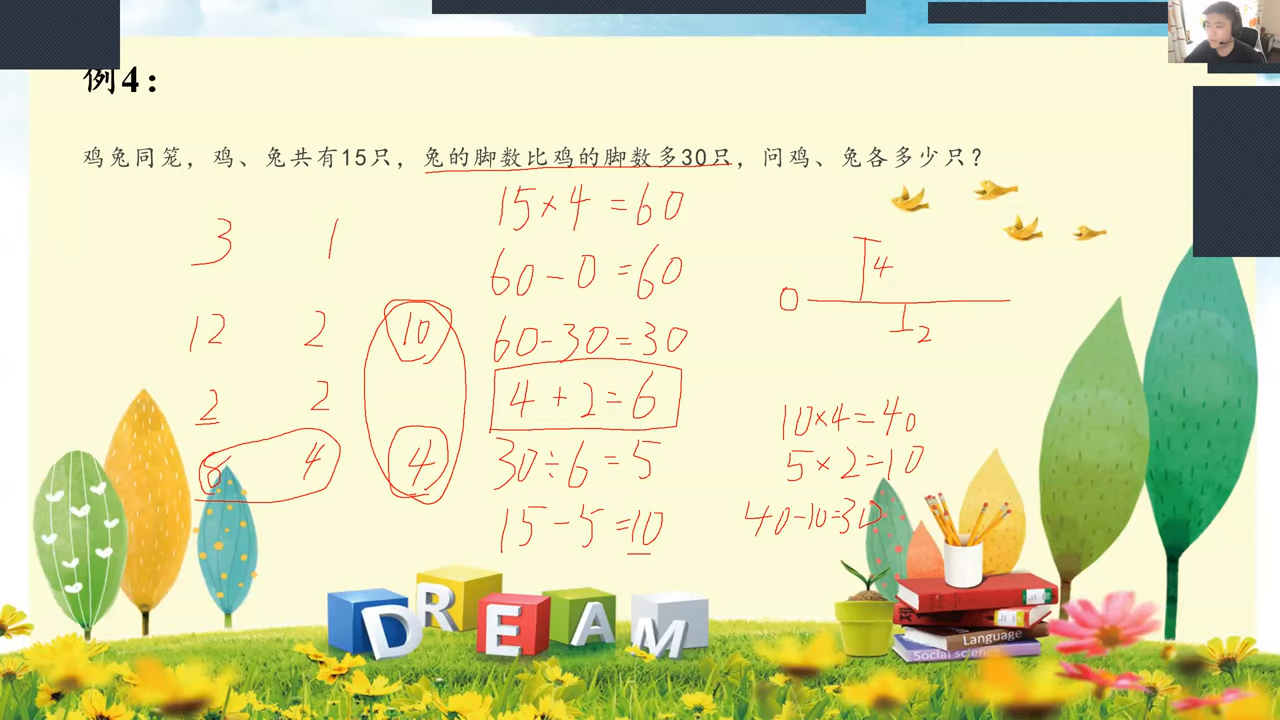 例4：
鸡兔同笼，鸡、兔共有15只，兔的脚数比鸡的脚数多30只，问鸡、兔各多少只？
3 1
12 2 10
2 2
8 4 4
15×4=60
60-0=60
60-30=30
4+2=6
30÷6=5
15-5=10
4
0
2
10×4=40
5×2=10
40-10=30
DREAM
Language
Social scien